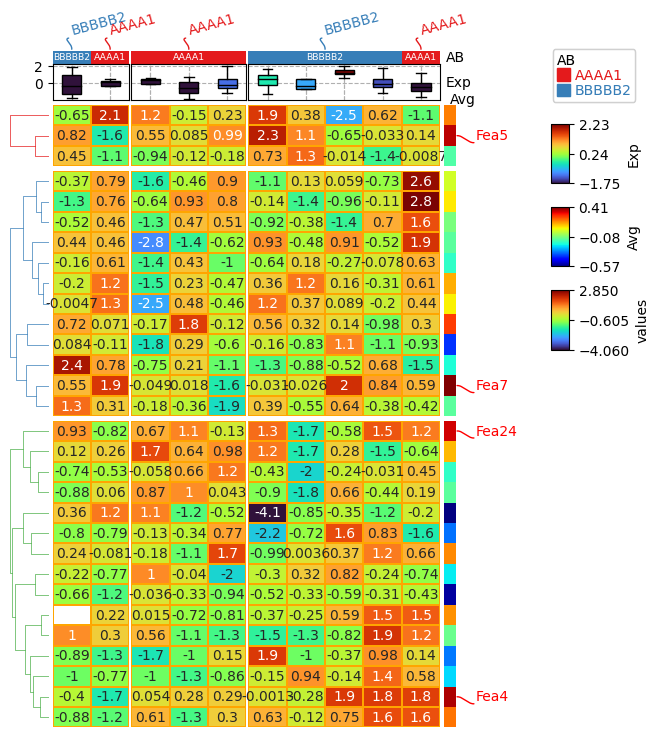 BBBBB2 AAAA1 BBBBB2 AAAA1
BBBBB2 AAAA1 AAAA1 BBBBB2 AAAA1 AB
2
0
Exp
Avg
-0.65 2.1 1.2 -0.15 0.23 1.9 0.38 -2.5 0.62 -1.1
0.82 -1.6 0.55 0.085 0.99 2.3 1.1 -0.65 -0.033 0.14 Fea5
0.45 -1.1 -0.94 -0.12 -0.18 0.73 1.3 -0.014 -1.4 -0.0087
-0.37 0.79 -1.6 -0.46 0.9 -1.1 0.13 0.059 -0.73 2.6
-1.3 0.76 -0.64 0.93 0.8 -0.14 -1.4 -0.96 -0.11 2.8
-0.52 0.46 -1.3 0.47 0.51 -0.92 -0.38 -1.4 0.7 1.6
0.44 0.46 -2.8 -1.4 -0.62 0.93 -0.48 0.91 -0.52 1.9
-0.16 0.61 -1.4 0.43 -1 -0.64 0.18 -0.27 -0.078 0.63
-0.2 1.2 -1.5 0.23 -0.47 0.36 1.2 0.16 -0.31 0.61
-0.0047 1.3 -2.5 0.48 -0.46 1.2 0.37 0.089 -0.2 0.44
0.72 0.071 -0.17 1.8 -0.12 0.56 0.32 0.14 -0.98 0.3
0.084 -0.11 -1.8 0.29 -0.6 -0.16 -0.83 1.1 -1.1 -0.93
2.4 0.78 -0.75 0.21 -1.1 -1.3 -0.88 -0.52 0.68 -1.5
0.55 1.9 -0.049 0.018 -1.6 -0.031 -0.026 2 0.84 0.59 Fea7
1.3 0.31 -0.18 -0.36 -1.9 0.39 -0.55 0.64 -0.38 -0.42
0.93 -0.82 0.67 1.1 -0.13 1.3 -1.7 -0.58 1.5 1.2 Fea24
0.12 0.26 1.7 0.64 0.98 1.2 -1.7 0.28 -1.5 -0.64
-0.74 -0.53 -0.058 0.66 1.2 -0.43 -2 -0.24 -0.031 0.45
-0.88 0.06 0.87 1 0.043 -0.9 -1.8 0.66 -0.44 0.19
0.36 1.2 1.1 -1.2 -0.52 -4.1 -0.85 -0.35 -1.2 -0.2
-0.8 -0.79 -0.13 -0.34 0.77 -2.2 -0.72 1.6 0.83 -1.6
0.24 -0.081 -0.18 -1.1 1.7 -0.99 0.0036 0.37 1.2 0.66
-0.22 -0.77 1 -0.04 -2 -0.3 0.32 0.82 -0.24 -0.74
-0.66 -1.2 -0.036 -0.33 -0.94 -0.52 -0.52 -0.59 -0.31 -0.43
0.22 0.015 -0.72 -0.81 -0.37 -0.25 0.59 1.5 1.5
1 0.3 0.56 -1.1 -1.3 -1.5 -1.3 -0.82 1.9 1.2
-0.89 -1.3 -1.7 -1 0.15 1.9 -1 -0.37 0.98 0.14
-1 -0.77 -1 -1.3 -0.86 -0.15 0.94 -0.14 1.4 0.58
-0.4 -1.7 0.054 0.28 0.29 -0.0013 0.28 1.9 1.8 1.8 Fea4
-0.88 -1.2 0.61 -1.3 0.3 0.63 -0.12 0.75 1.6 1.6
AB
AAAA1
BBBBB2
2.23
0.24
-1.75
Exp
0.41
-0.08
-0.57
Avg
2.850
-0.605
-4.060
values